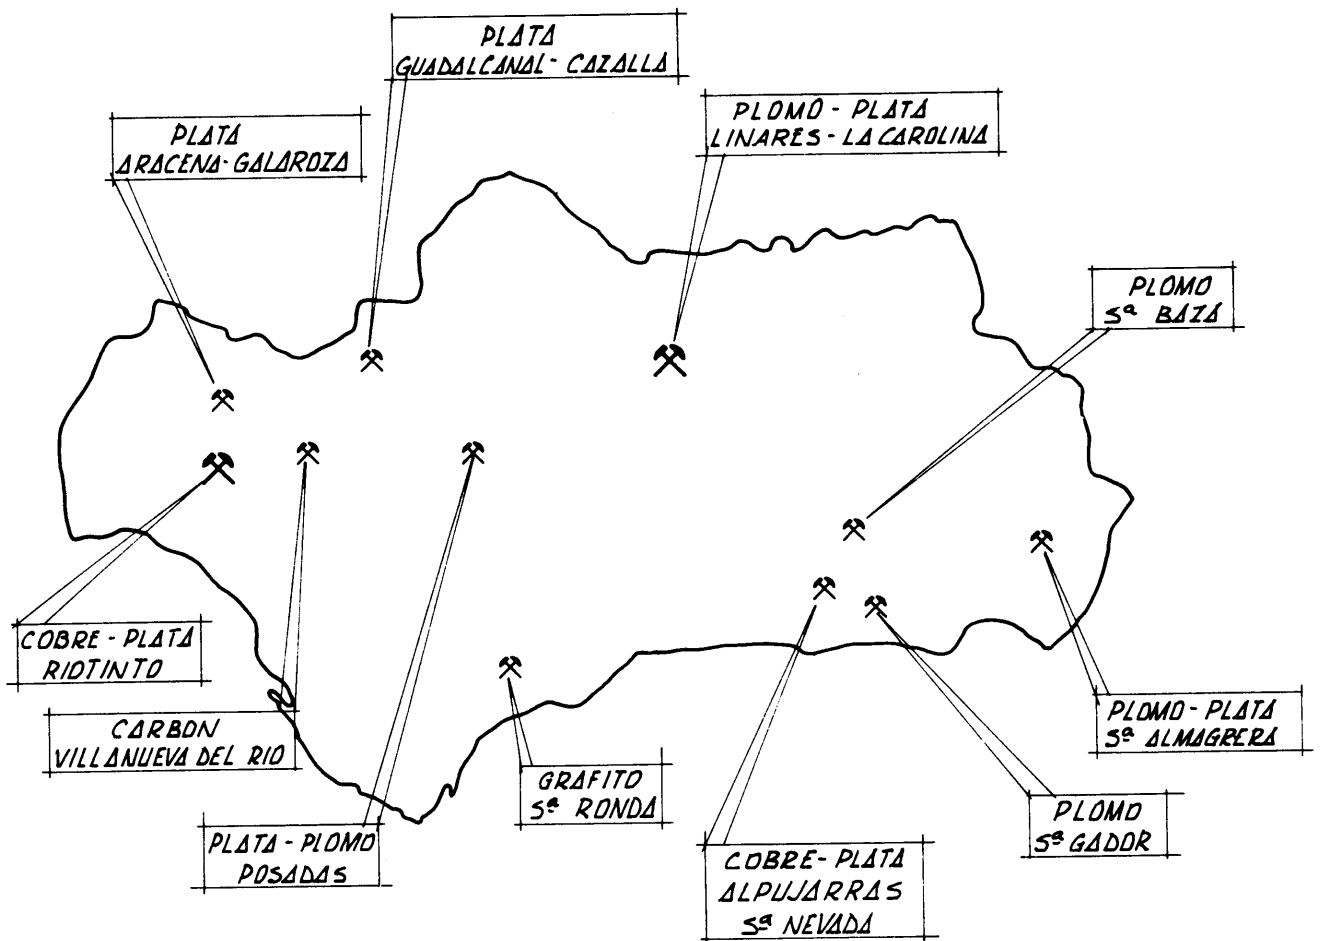 PLATA
GUADALCANAL - CAZALLA
PLATA
ARACENA - GALAROZA
PLOMO - PLATA
LINARES - LA CAROLINA
PLOMO
Sª BAZA
COBRE - PLATA
RIOTINTO
CARBON
VILLANUEVA DEL RIO
PLATA - PLOMO
POSADAS
GRAFITO
Sª RONDA
COBRE - PLATA
ALPUJARRAS
Sª NEVADA
PLOMO
Sª GADOR
PLOMO - PLATA
Sª ALMAGRERA